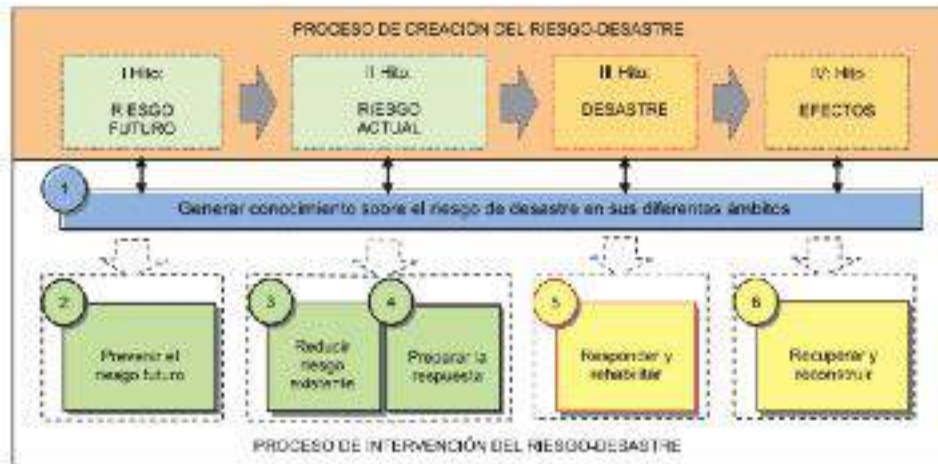 PROCESO DE CREACIÓN DEL RIESGO-DESASTRE
I Hito:
RIESGO
FUTURO
II Hito:
RIESGO
ACTUAL
III Hito:
DESASTRE
IV: Hito:
EFECTOS
1
Generar conocimiento sobre el riesgo de desastre en sus diferentes ámbitos
2
Prevenir el
riesgo futuro
3
Reducir
riesgo
existente
4
Preparar la
respuesta
5
Responder y
rehabilitar
6
Recuperar y
reconstruir
PROCESO DE INTERVENCIÓN DEL RIESGO-DESASTRE